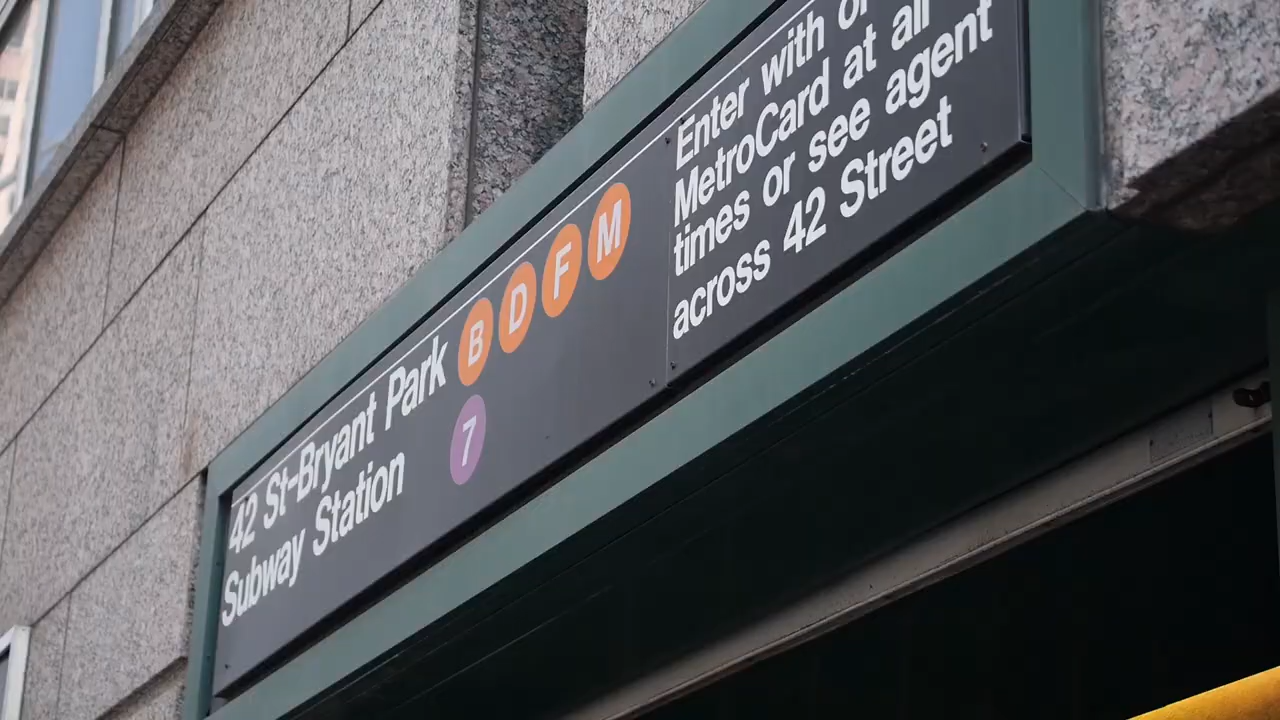 42 St-Bryant Park B D F M
Subway Station 7
Enter with or
MetroCard at all
times or see agent
across 42 Street